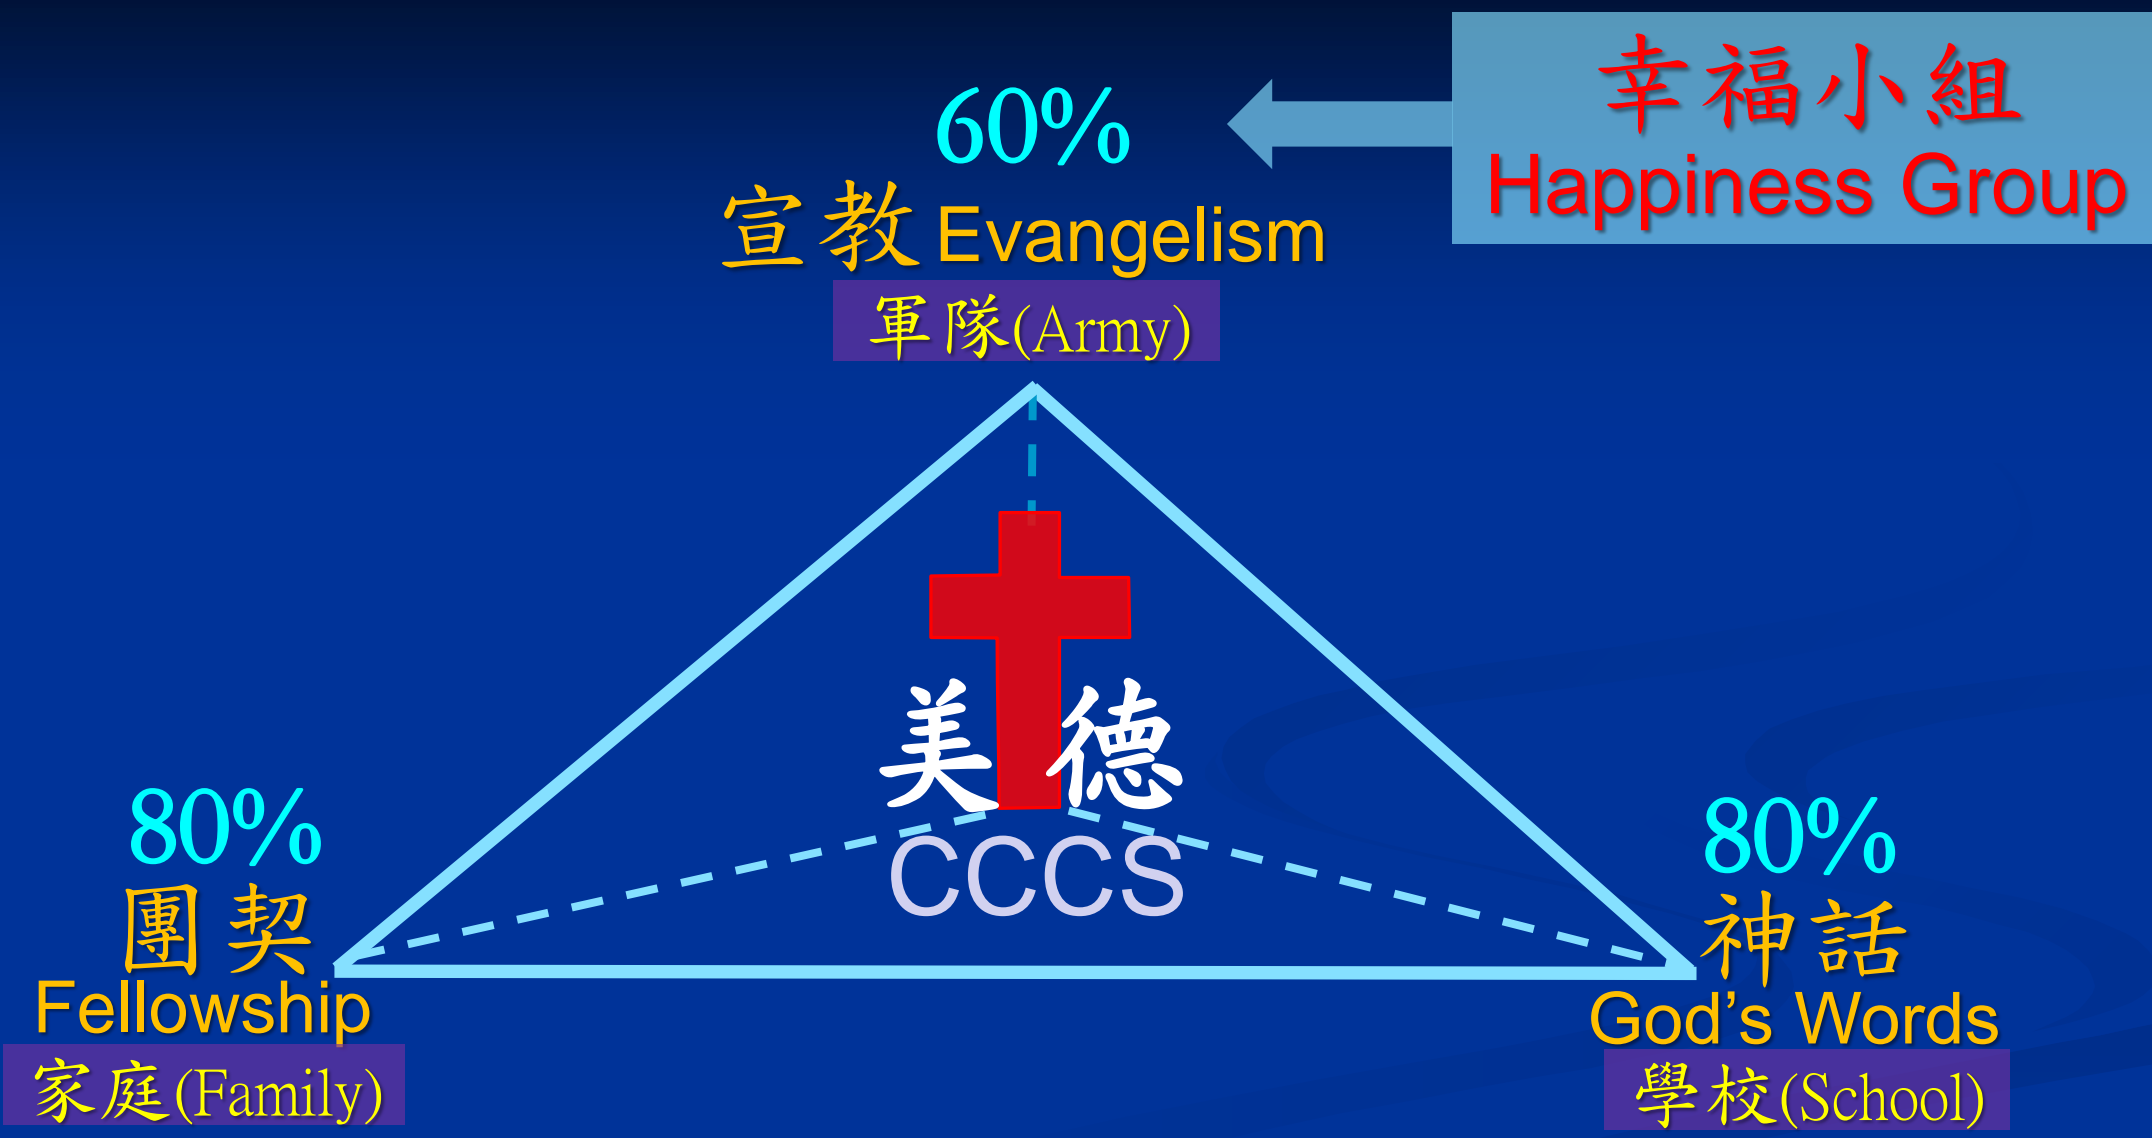 幸福小組
Happiness Group
60%
宣教 Evangelism
軍隊(Army)
美德
CCCS
80%
團契
Fellowship
家庭(Family)
80%
神話
God’s Words
學校(School)